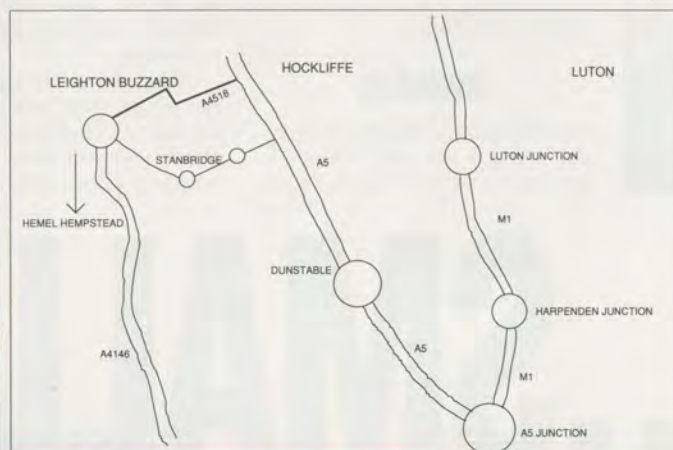 HOCKLIFFE
LUTON
LEIGHTON BUZZARD
A4518
STANBRIDGE
LUTON JUNCTION
A5
HEMEL HEMPSTEAD
M1
DUNSTABLE
HARPENDEN JUNCTION
A5
A4146
M1
A5 JUNCTION